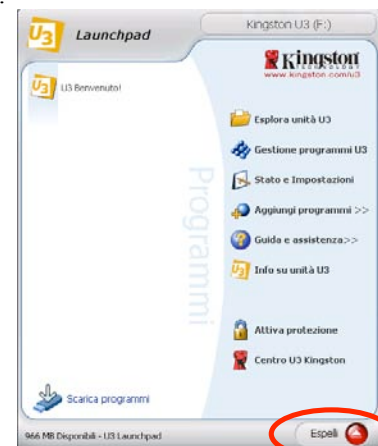 U3 Launchpad
Kingston U3 (F:)
Kingston
TECHNOLOGY
www.kingston.com/u3
U3 Benvenuto!
Esplora unità U3
Gestione programmi U3
Stato e Impostazioni
Aggiungi programmi >>
Guida e assistenza>>
Info su unità U3
Programmi
Attiva protezione
Centro U3 Kingston
Scarica programmi
966 MB Disponibili - U3 Launchpad
Espelli